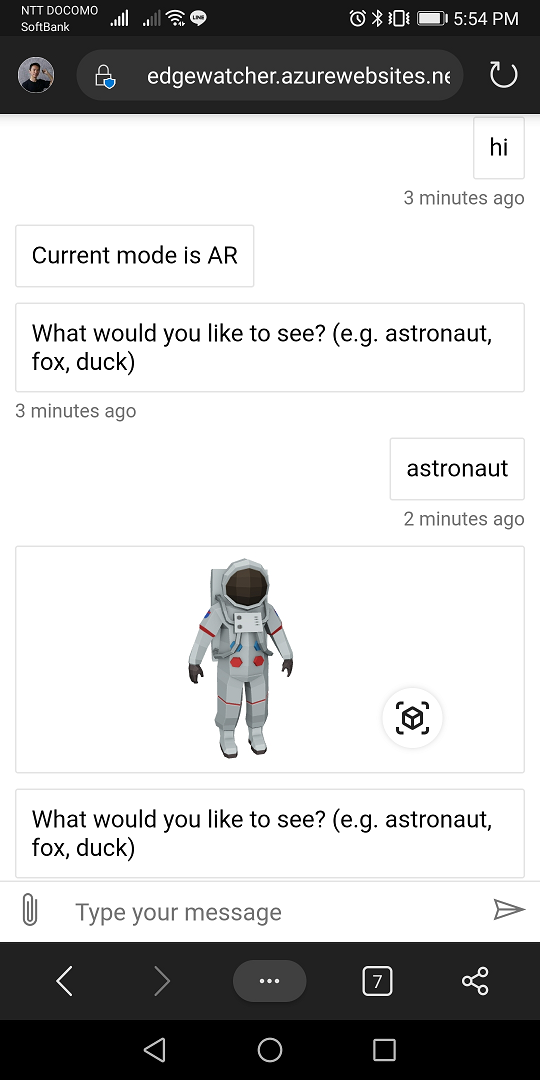 NTT DOCOMO
SoftBank
LINE
5:54 PM
edgewatcher.azurewebsites.ne
hi
3 minutes ago
Current mode is AR
What would you like to see? (e.g. astronaut,
fox, duck)
3 minutes ago
astronaut
2 minutes ago
What would you like to see? (e.g. astronaut,
fox, duck)
Type your message
7